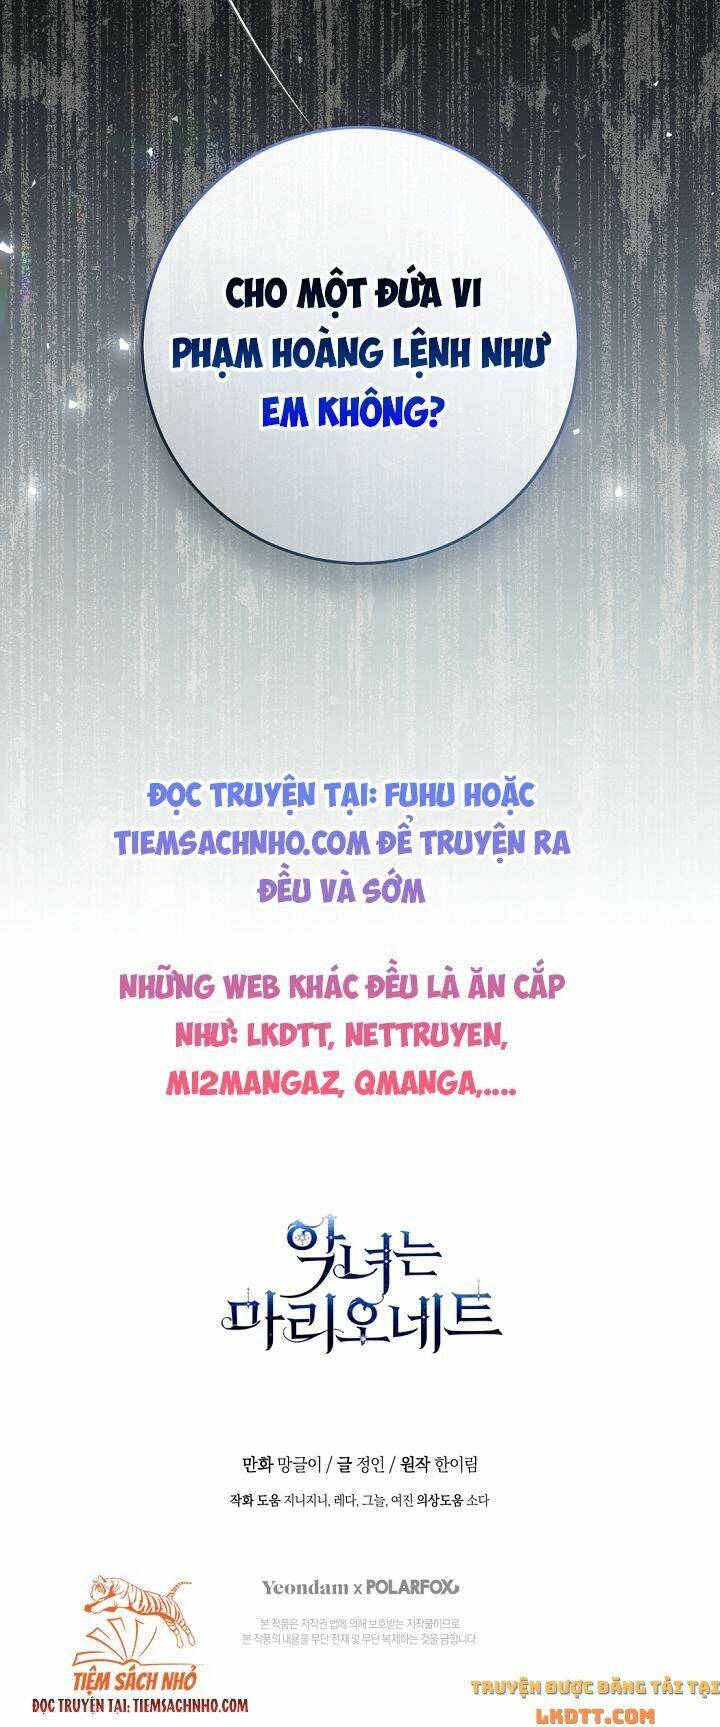 CHO MỘT ĐỨA VI
PHẠM HOÀNG LỆNH NHƯ
EM KHÔNG?
ĐỌC TRUYỆN TẠI: FUHU HOẶC
TIEMSACHNHO.COM ĐỂ TRUYỆN RA
ĐỀU VÀ SỚM
NHỮNG WEB KHÁC ĐỀU LÀ ĂN CẮP
NHƯ: LKDTT, NETTRUYEN,
MI2MANGAZ, QMANGA,....
악녀는
마리오네트
만화 망글이 / 글 정인 / 원작 한이림
작화 도움 지니지니, 레다, 그늘, 여진 의상도움 소다
Yeondam x POLARFOX
본 작품은 저작권 법에 의해 보호받는 저작물이므로
본 작품의 내용을 무단 전재 및 무단 복제하는 것을 금합니다.
TIỆM SÁCH NHỎ
ĐỌC TRUYỆN TẠI: TIEMSACHNHO.COM
TRUYỆN ĐƯỢC ĐĂNG TẢI TẠI
LKDTT.COM